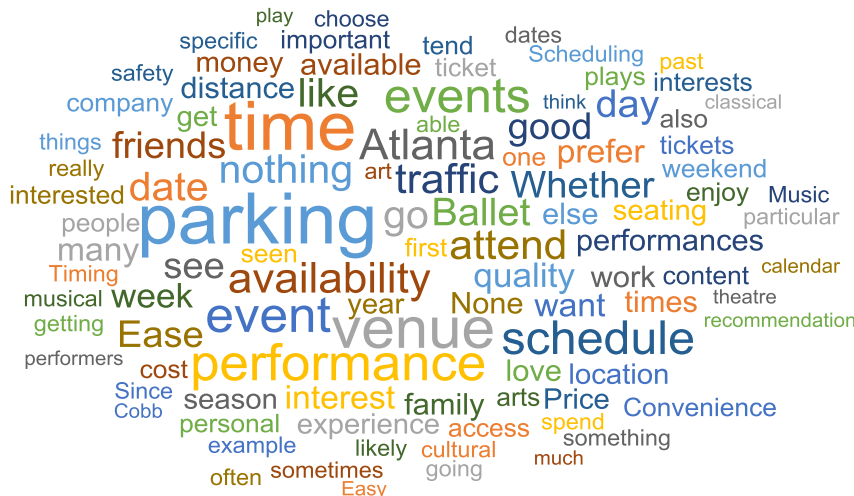 play choose
specific important tend dates
Scheduling
money available ticket past
safety plays interests
company distance like events think day classical
get able also
things friends time Atlanta good tickets
really nothing art traffic one prefer weekend
interested date Whether enjoy Music
people parking go Ballet else seating particular
many seen first attend performances
Timing see availability quality work content calendar
musical week year None want times theatre
getting Ease event venue schedule recommendation
performers cost performance love location
Since season interest family arts Price Convenience
Cobb
personal experience access spend
example likely cultural something
often sometimes going much
Easy